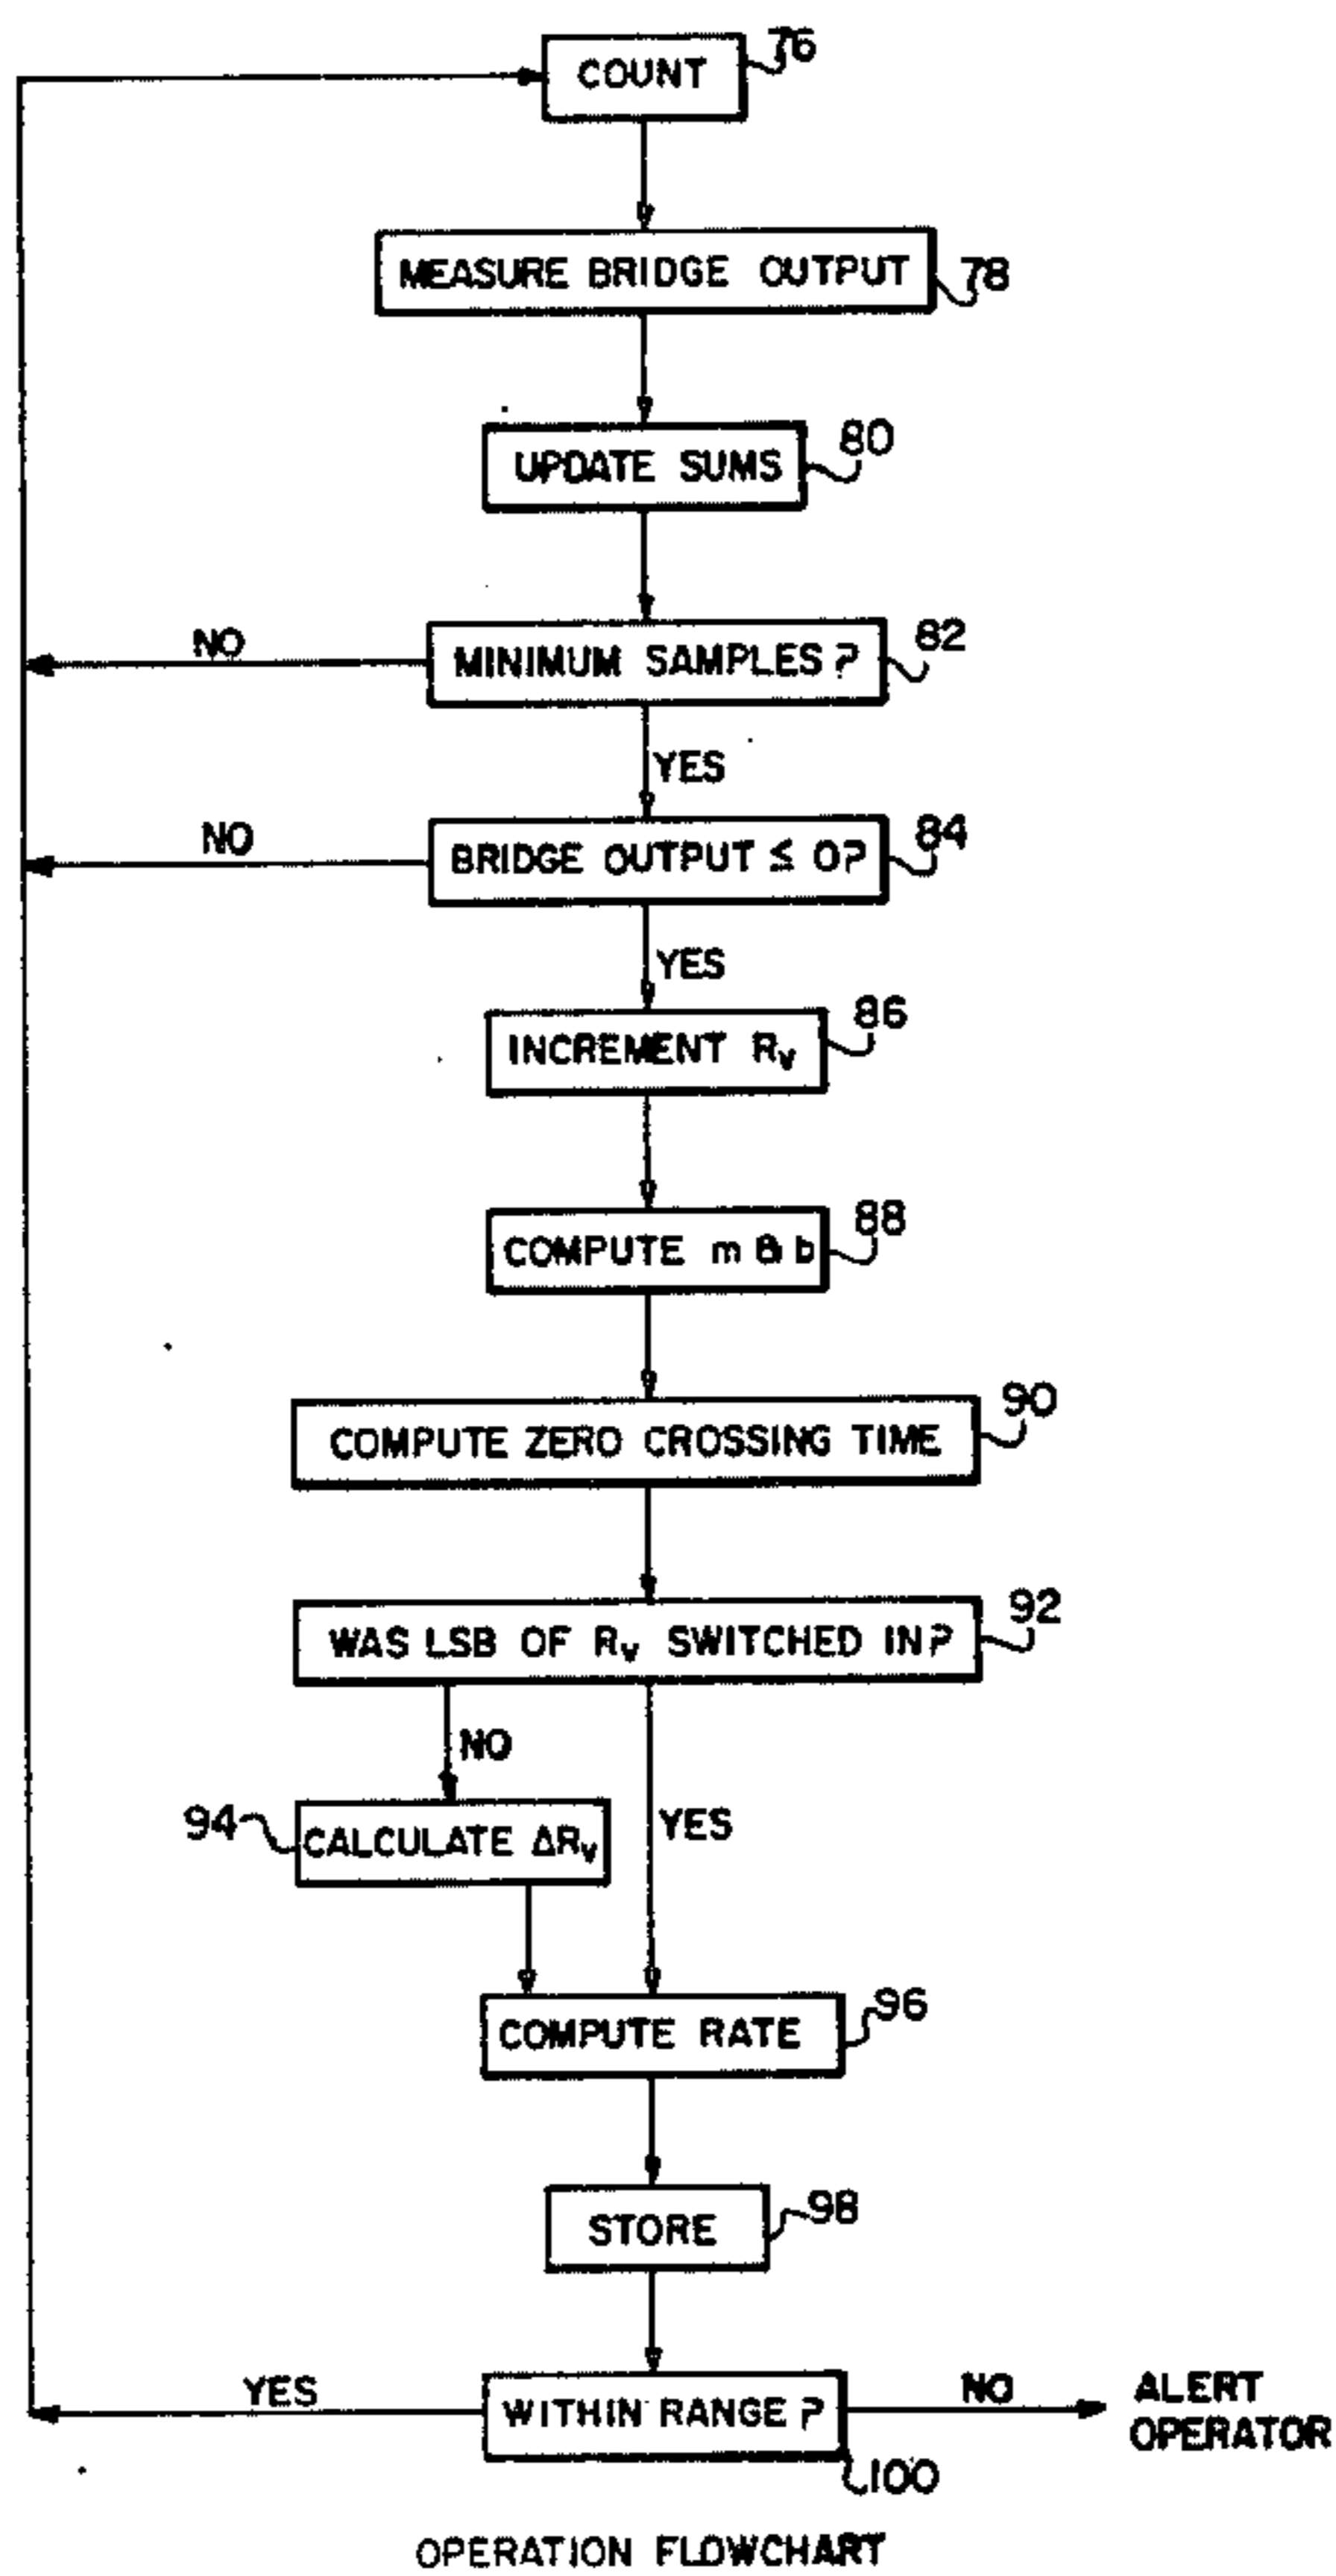 COUNT
76
MEASURE BRIDGE OUTPUT
78
UPDATE SUMS
80
MINIMUM SAMPLES?
82
NO
YES
BRIDGE OUTPUT ≤ 0?
84
NO
YES
INCREMENT Rv
86
COMPUTE m & b
88
COMPUTE ZERO CROSSING TIME
90
WAS LSB OF Rv SWITCHED IN?
92
NO
YES
94
CALCULATE ΔRv
COMPUTE RATE
96
STORE
98
YES
WITHIN RANGE?
100
NO
ALERT
OPERATOR
OPERATION FLOWCHART